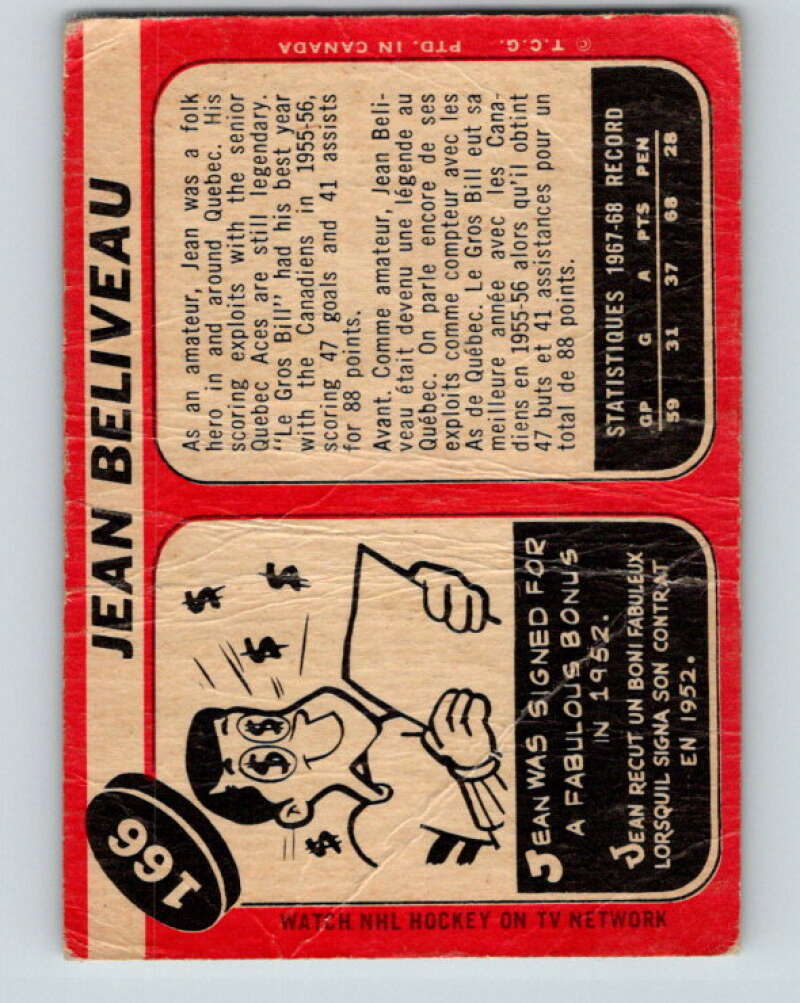 166
JEAN BELIVEAU
WATCH NHL HOCKEY ON TV NETWORK
$ $ $ $ $ $
JEAN WAS SIGNED FOR
A FABULOUS BONUS
IN 1952.
JEAN RECUT UN BONI FABULEUX
LORSQUIL SIGNA SON CONTRAT
EN 1952.
As an amateur, Jean was a folk
hero in and around Quebec. His
scoring exploits with the senior
Quebec Aces are still legendary.
"Le Gros Bill" had his best year
with the Canadiens in 1955-56,
scoring 47 goals and 41 assists
for 88 points.
Avant. Comme amateur, Jean Beli-
veau était devenu une légende au
Québec. On parle encore de ses
exploits comme compteur avec les
As de Québec. Le Gros Bill eut sa
meilleure année avec les Cana-
diens en 1955-56 alors qu'il obtint
47 buts et 41 assistances pour un
total de 88 points.
STATISTIQUES 1967-68 RECORD
GP G A PTS PEN
59 31 37 68 28
© T.C.G. PTD. IN CANADA